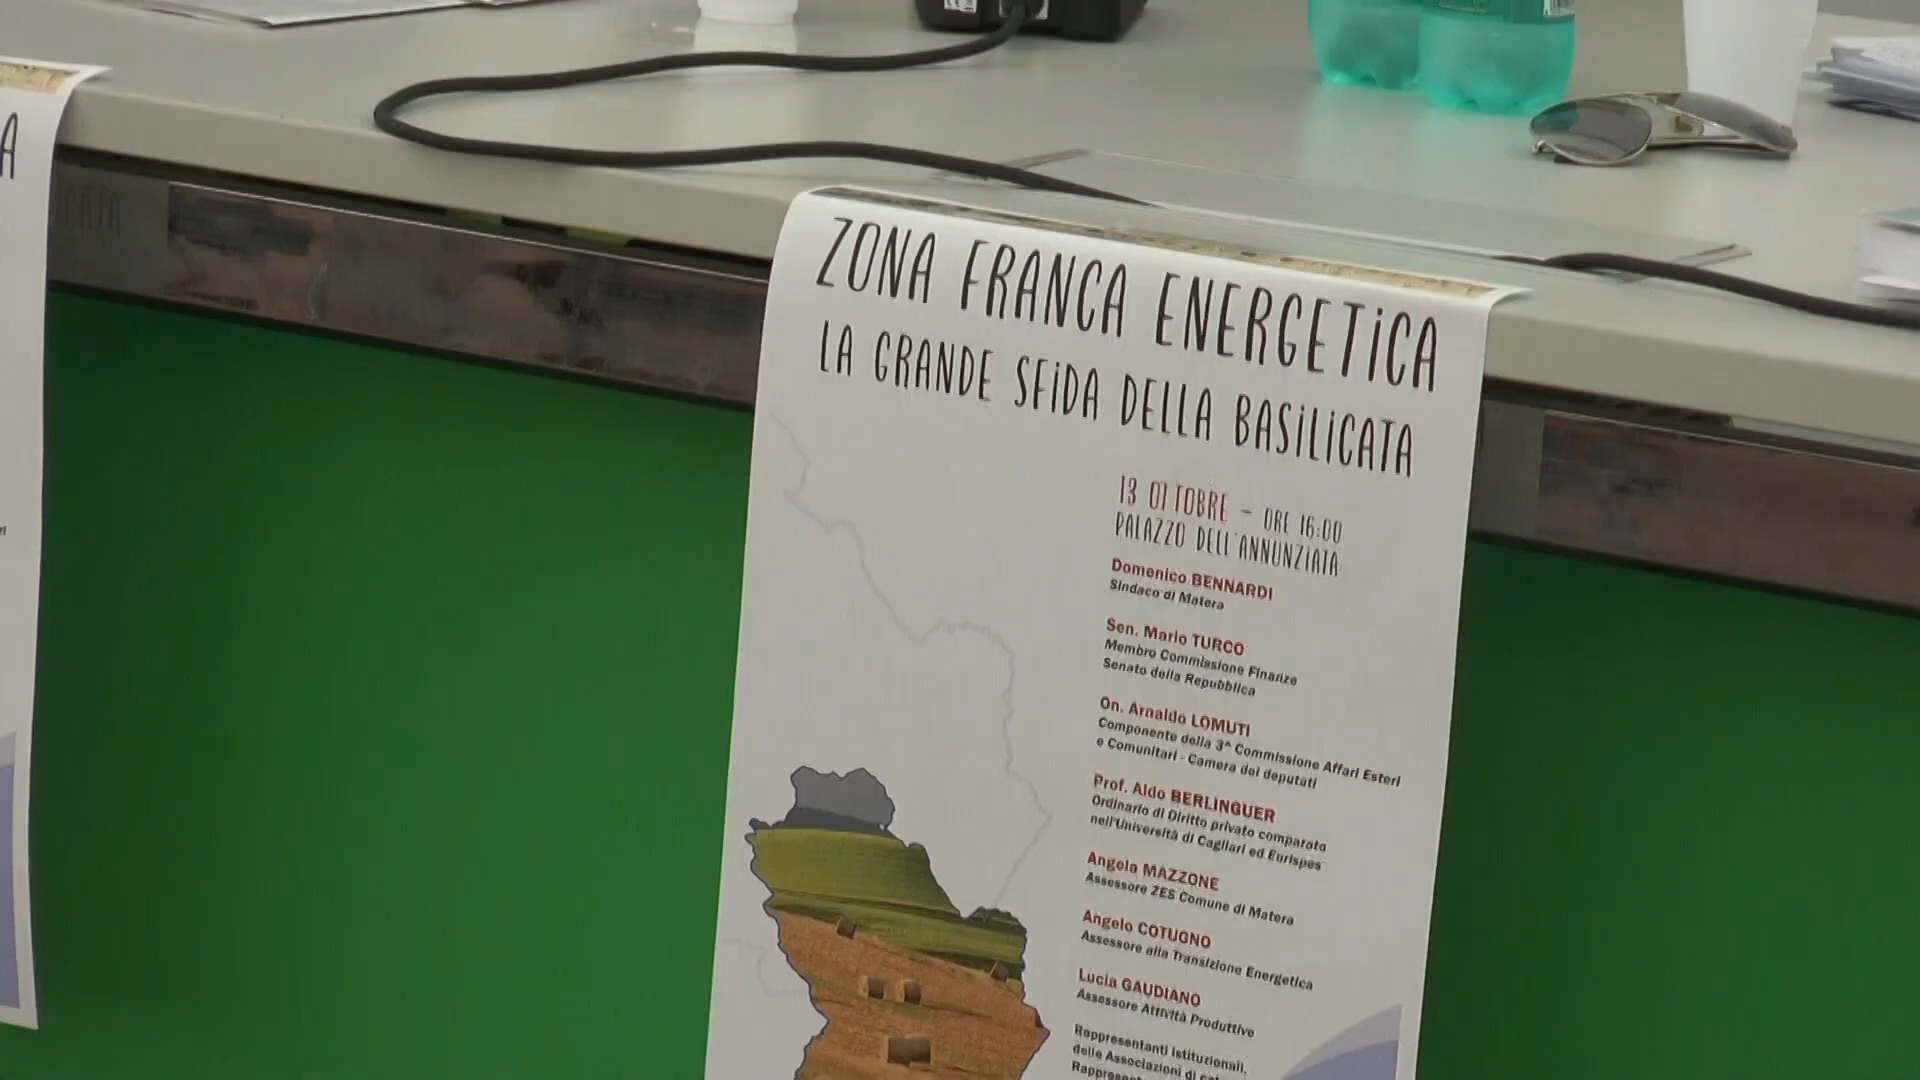 ZONA FRANCA ENERGETICA
LA GRANDE SFIDA DELLA BASILICATA
13 OTTOBRE - ORE 16:00
PALAZZO DELL'ANNUNZIATA
Domenico BENNARDI
Sindaco di Matera
Sen. Mario TURCO
Membro Commissione Finanze
Senato della Repubblica
On. Arnaldo LOMUTI
Componente della 3^ Commissione Affari Esteri
e Comunitari - Camera dei deputati
Prof. Aldo BERLINGUER
Ordinario di Diritto privato comparato
nell'Università di Cagliari ed Eurispes
Angela MAZZONE
Assessore ZES Comune di Matera
Angelo COTUGNO
Assessore alla Transizione Energetica
Lucia GAUDIANO
Assessore Attività Produttive
Rappresentanti istituzionali,
delle Associazioni di
A
CATA